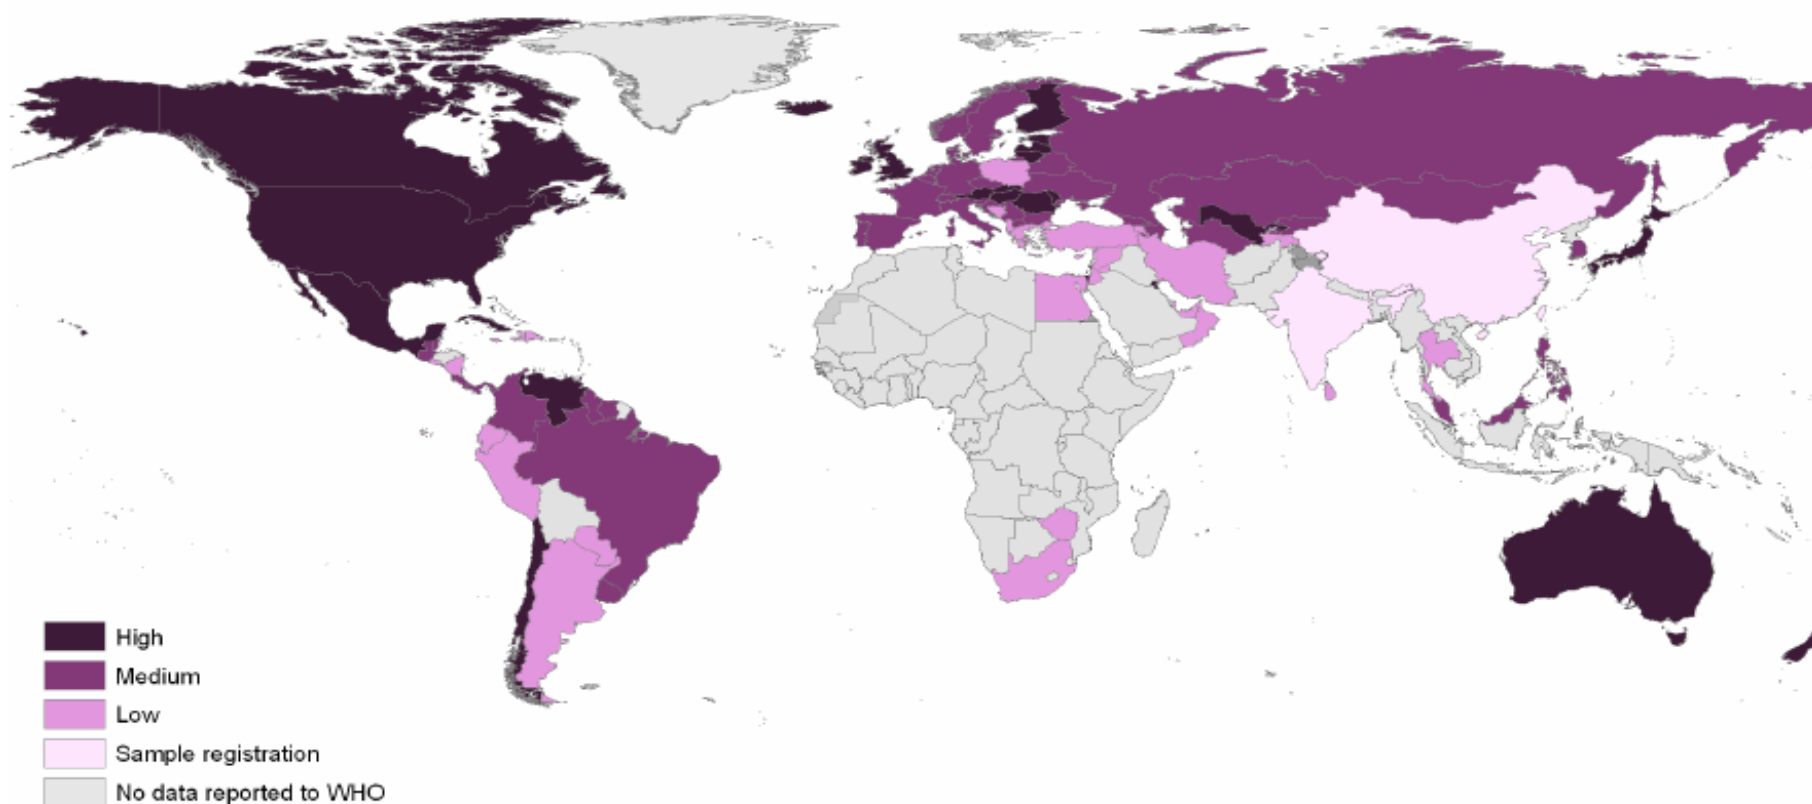 High
Medium
Low
Sample registration
No data reported to WHO